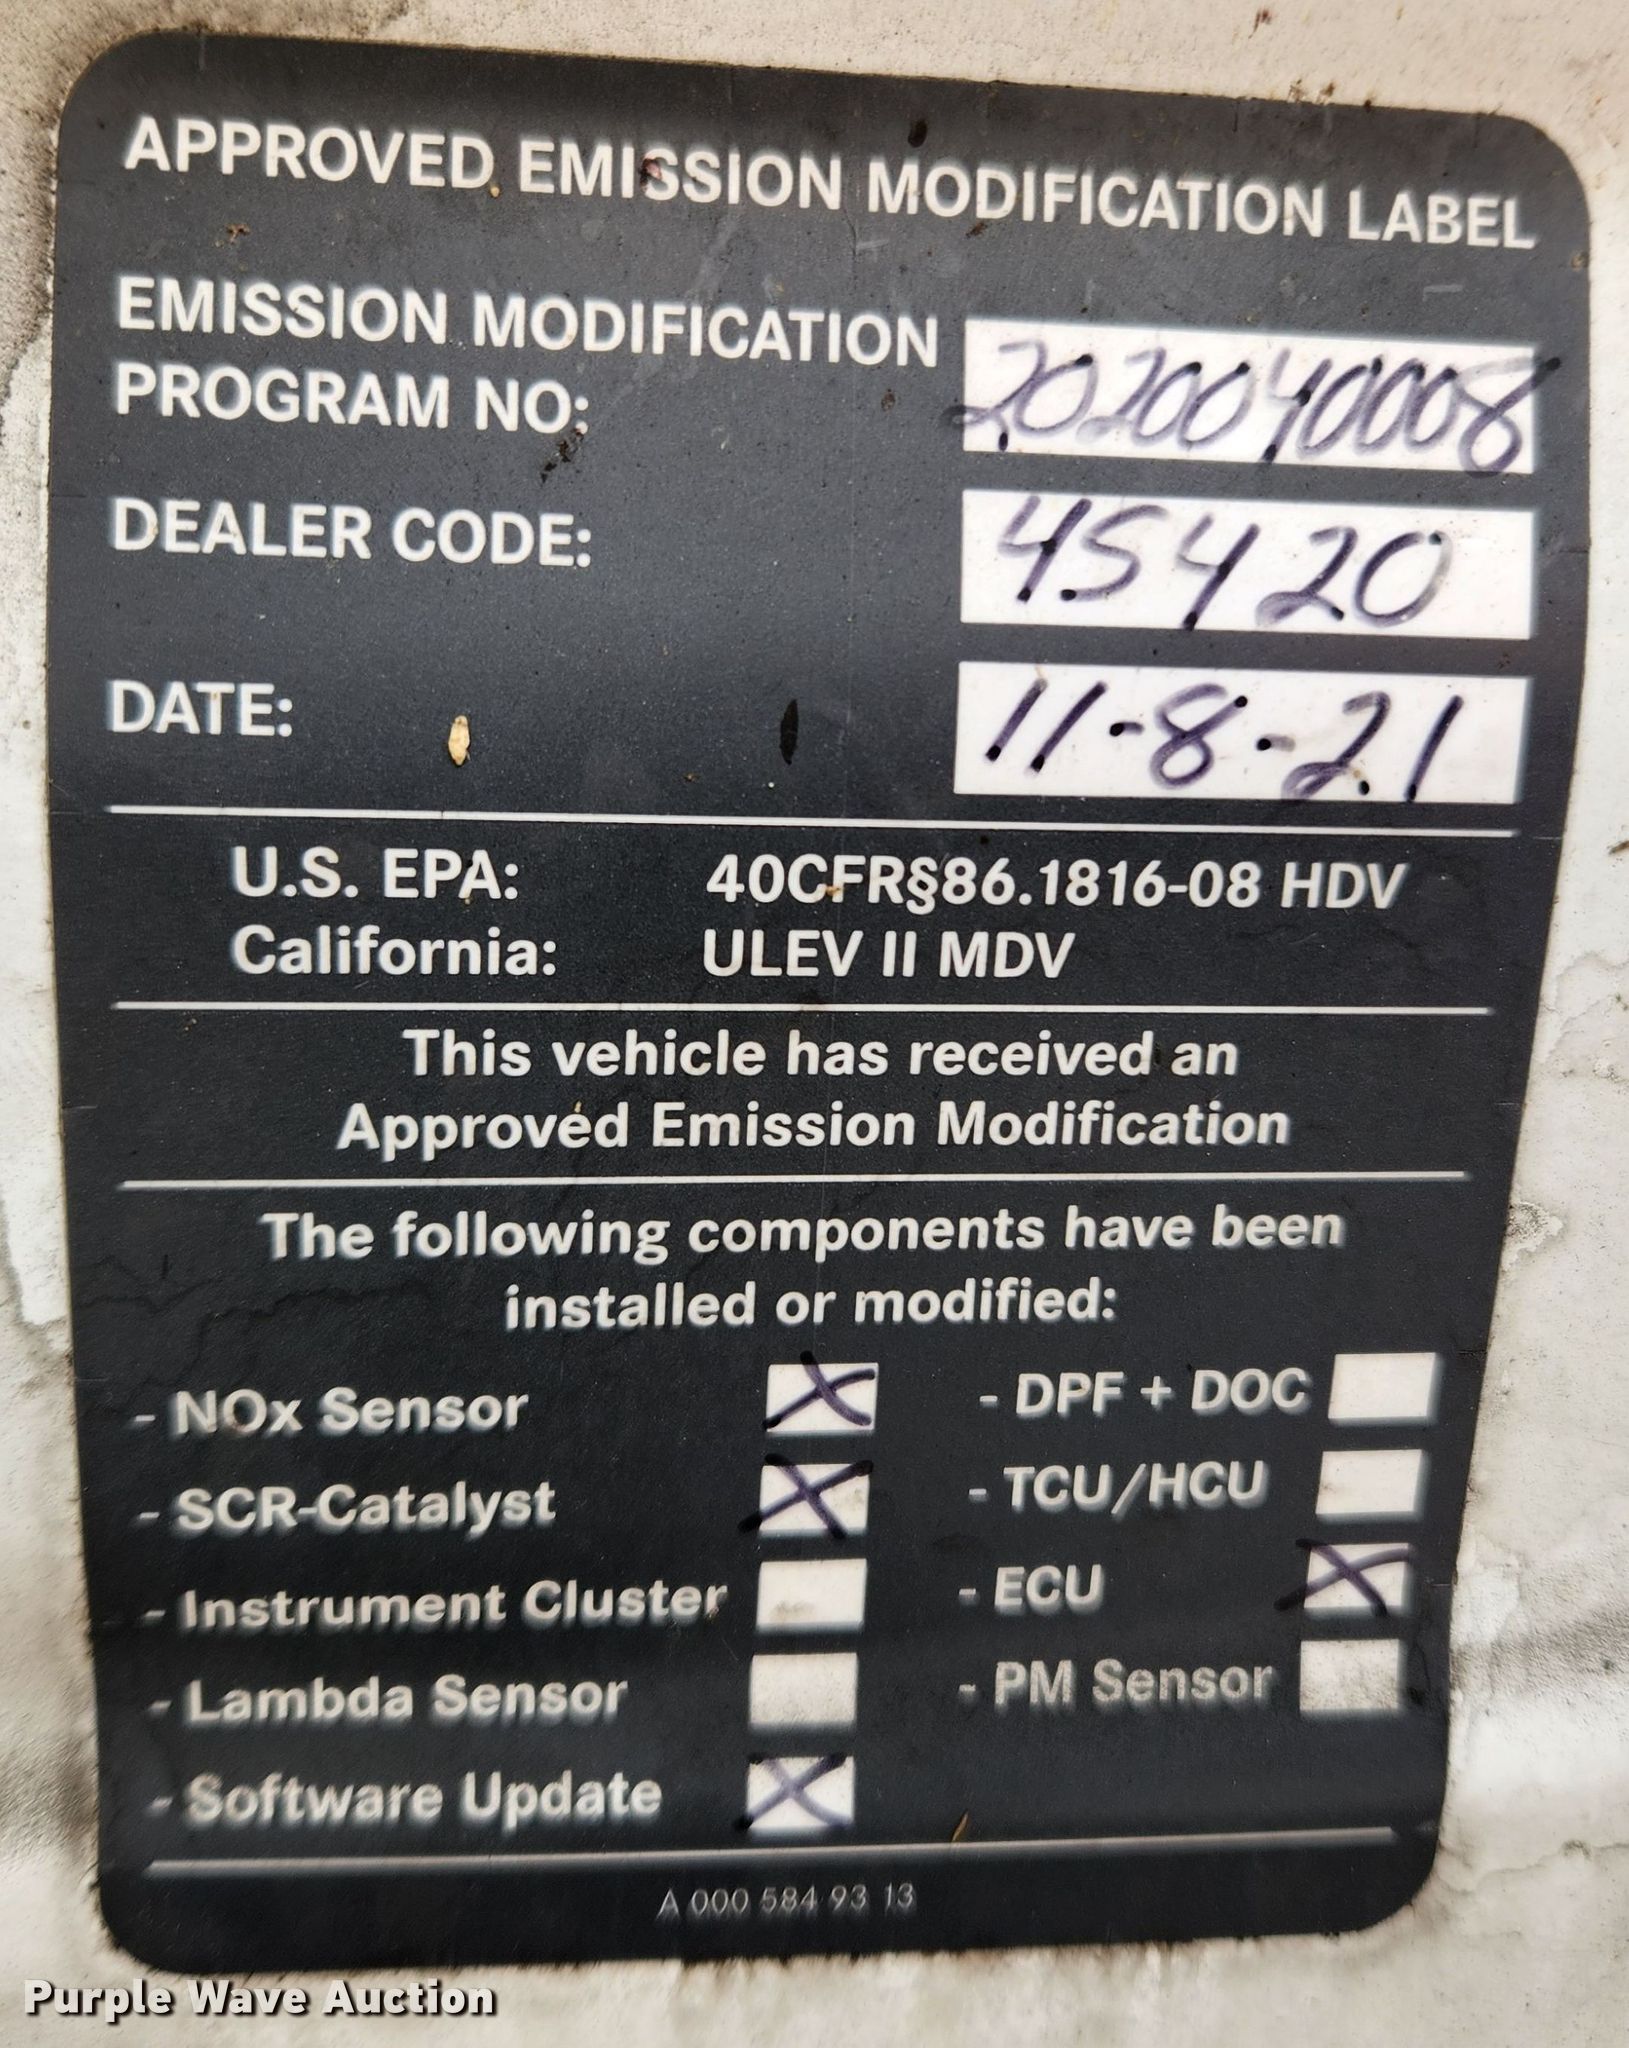 APPROVED EMISSION MODIFICATION LABEL
EMISSION MODIFICATION
PROGRAM NO: 2020040008
DEALER CODE: 45420
DATE: 11-8-21
U.S. EPA: 40CFR§86.1816-08 HDV
California: ULEV II MDV
This vehicle has received an
Approved Emission Modification
The following components have been
installed or modified:
- NOx Sensor X - DPF + DOC
- SCR-Catalyst X - TCU/HCU
- Instrument Cluster - ECU X
- Lambda Sensor - PM Sensor
- Software Update X
A 000 584 93 13
Purple Wave Auction